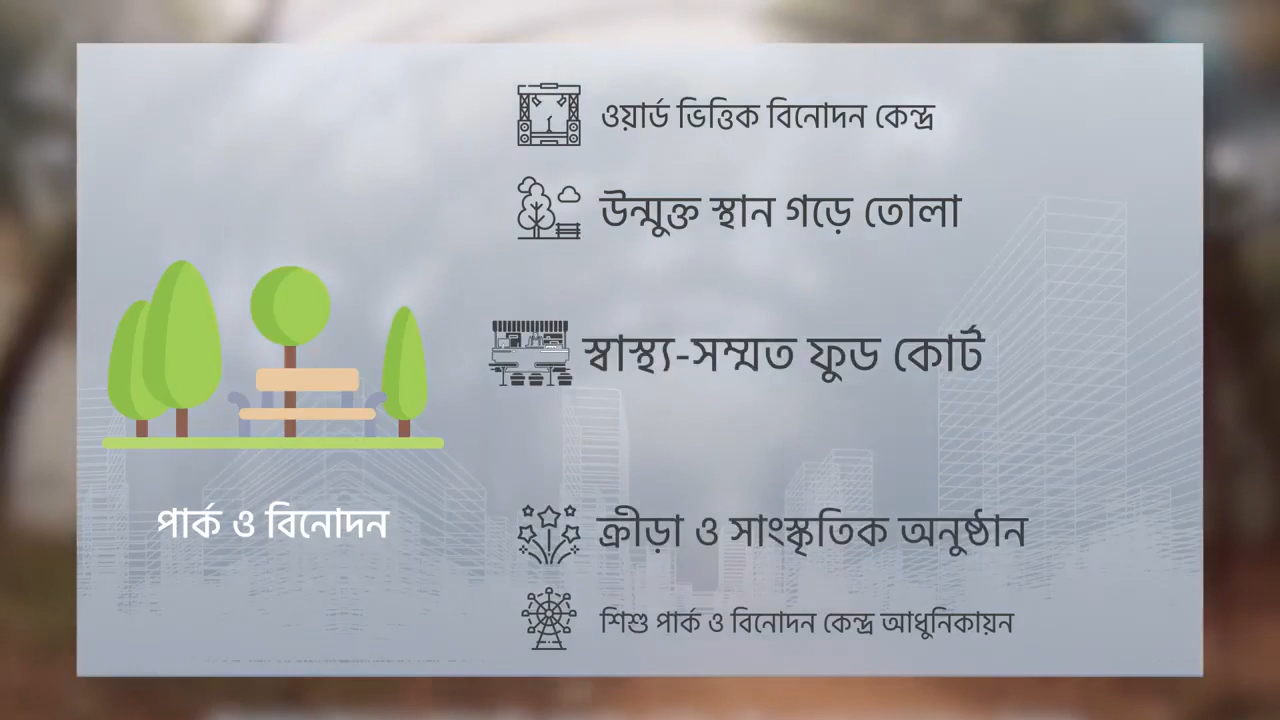 ওয়ার্ড ভিত্তিক বিনোদন কেন্দ্র
উন্মুক্ত স্থান গড়ে তোলা
স্বাস্থ্য-সম্মত ফুড কোর্ট
পার্ক ও বিনোদন
ক্রীড়া ও সাংস্কৃতিক অনুষ্ঠান
শিশু পার্ক ও বিনোদন কেন্দ্র আধুনিকায়ন